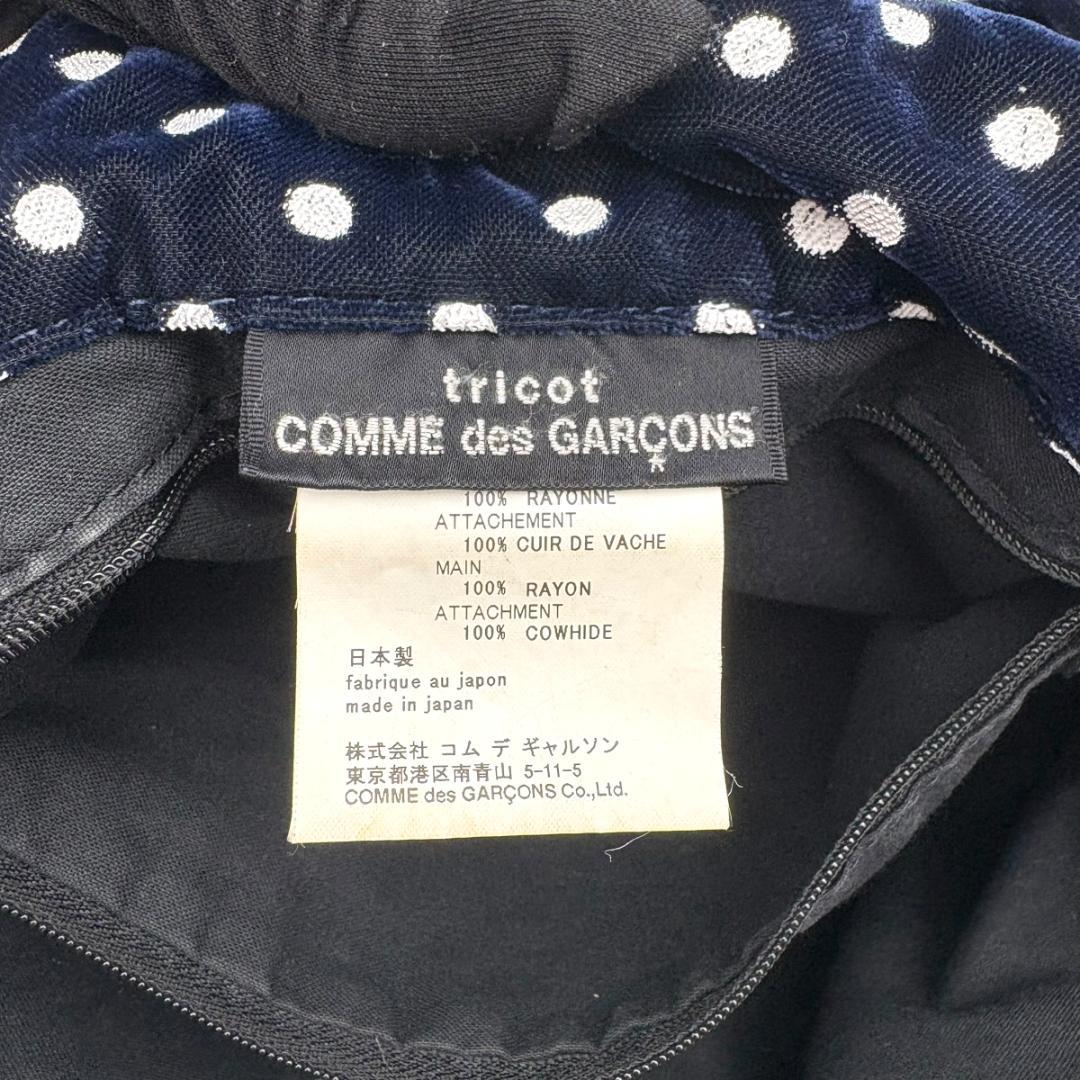 tricot
COMME des GARÇONS
100% RAYONNE
ATTACHEMENT
100% CUIR DE VACHE
MAIN
100% RAYON
ATTACHMENT
100% COWHIDE
日本製
fabrique au japon
made in japan
株式会社 コム デ ギャルソン
東京都港区南青山 5-11-5
COMME des GARÇONS Co.,Ltd.